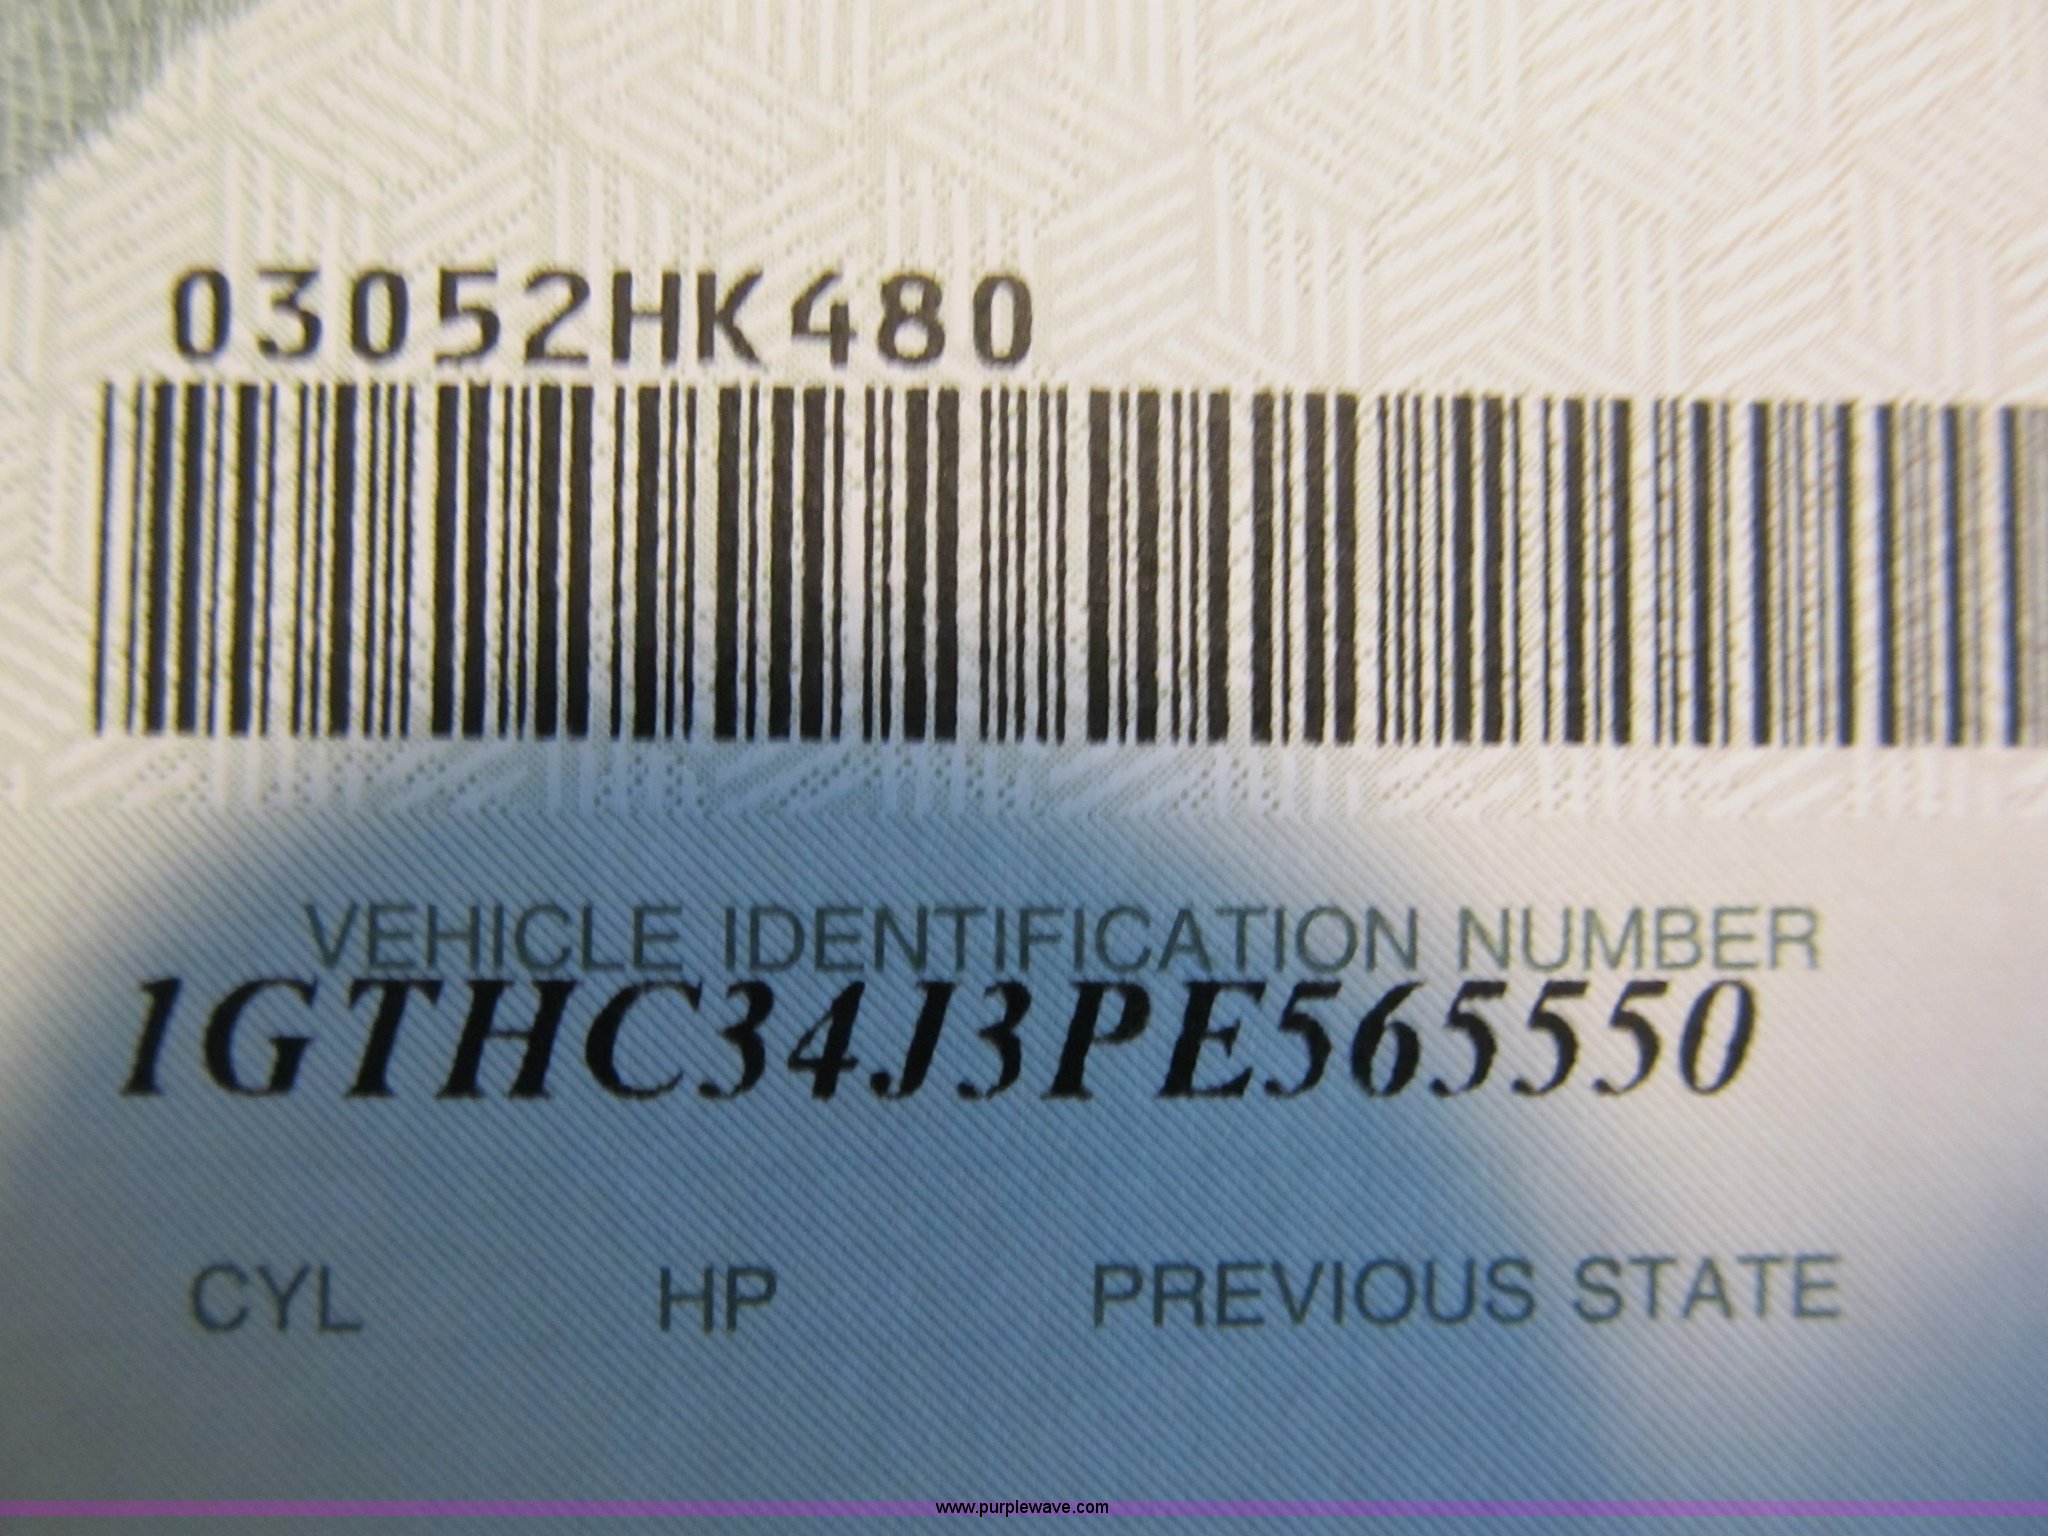 03052HK480
VEHICLE IDENTIFICATION NUMBER
1GTHC34J3PE565550
CYL HP PREVIOUS STATE
www.purplewave.com